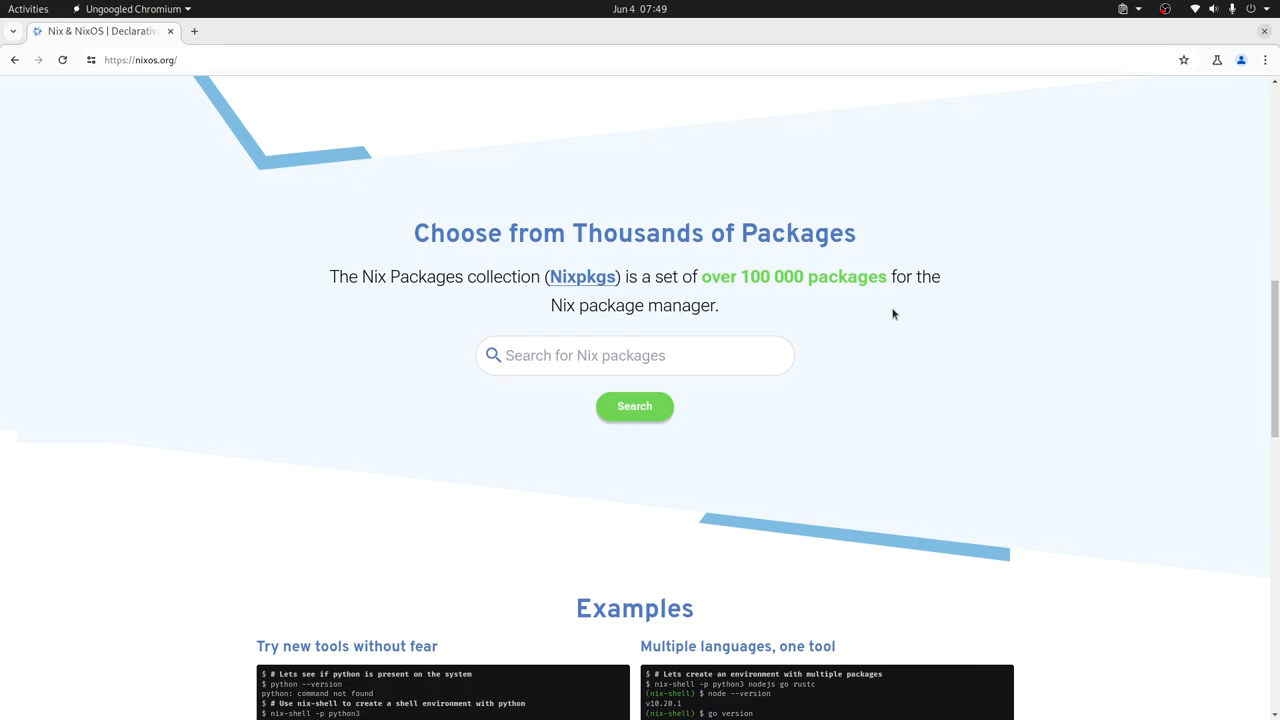 Activities
Ungoogled Chromium
Jun 4 07:49
Nix & NixOS | Declarativ
https://nixos.org/
Choose from Thousands of Packages
The Nix Packages collection (Nixpkgs) is a set of over 100 000 packages for the
Nix package manager.
Search for Nix packages
Search
Examples
Try new tools without fear
$ # Lets see if python is present on the system
$ python --version
python: command not found
$ # Use nix-shell to create a shell environment with python
$ nix-shell -p python3
Multiple languages, one tool
$ # Lets create an environment with multiple packages
$ nix-shell -p python3 nodejs go rustc
(nix-shell) $ node --version
v10.20.1
(nix-shell) $ go version